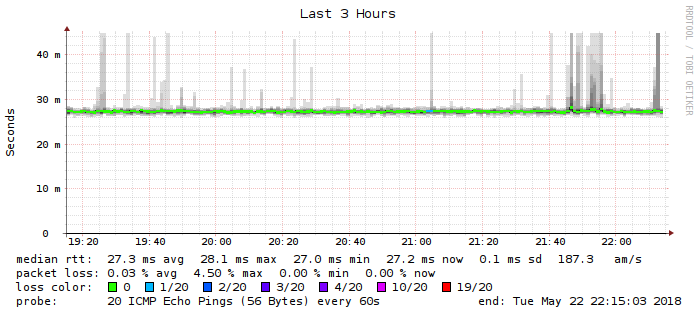 Last 3 Hours
RRDTOOL / TOBI OETIKER
Seconds
40 m
30 m
20 m
10 m
0
19:20 19:40 20:00 20:20 20:40 21:00 21:20 21:40 22:00
median rtt: 27.3 ms avg 28.1 ms max 27.0 ms min 27.2 ms now 0.1 ms sd 187.3 am/s
packet loss: 0.03 % avg 4.50 % max 0.00 % min 0.00 % now
loss color: 0 1/20 2/20 3/20 4/20 10/20 19/20
probe: 20 ICMP Echo Pings (56 Bytes) every 60s end: Tue May 22 22:15:03 2018